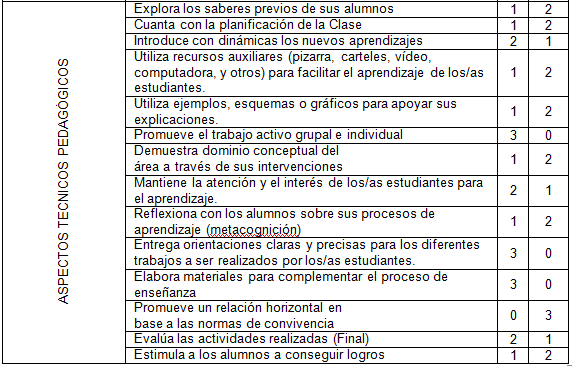 ASPECTOS TECNICOS PEDAGÓGICOS
Explora los saberes previos de sus alumnos 1 2
Cuanta con la planificación de la Clase 1 2
Introduce con dinámicas los nuevos aprendizajes 2 1
Utiliza recursos auxiliares (pizarra, carteles, vídeo,
computadora, y otros) para facilitar el aprendizaje de los/as 1 2
estudiantes.
Utiliza ejemplos, esquemas o gráficos para apoyar sus
explicaciones. 1 2
Promueve el trabajo activo grupal e individual 3 0
Demuestra dominio conceptual del
área a través de sus intervenciones 1 2
Mantiene la atención y el interés de los/as estudiantes para
el aprendizaje. 2 1
Reflexiona con los alumnos sobre sus procesos de
aprendizaje (metacognición) 1 2
Entrega orientaciones claras y precisas para los diferentes
trabajos a ser realizados por los/as estudiantes. 3 0
Elabora materiales para complementar el proceso de
enseñanza 3 0
Promueve un relación horizontal en
base a las normas de convivencia 0 3
Evalúa las actividades realizadas (Final) 2 1
Estimula a los alumnos a conseguir logros 1 2